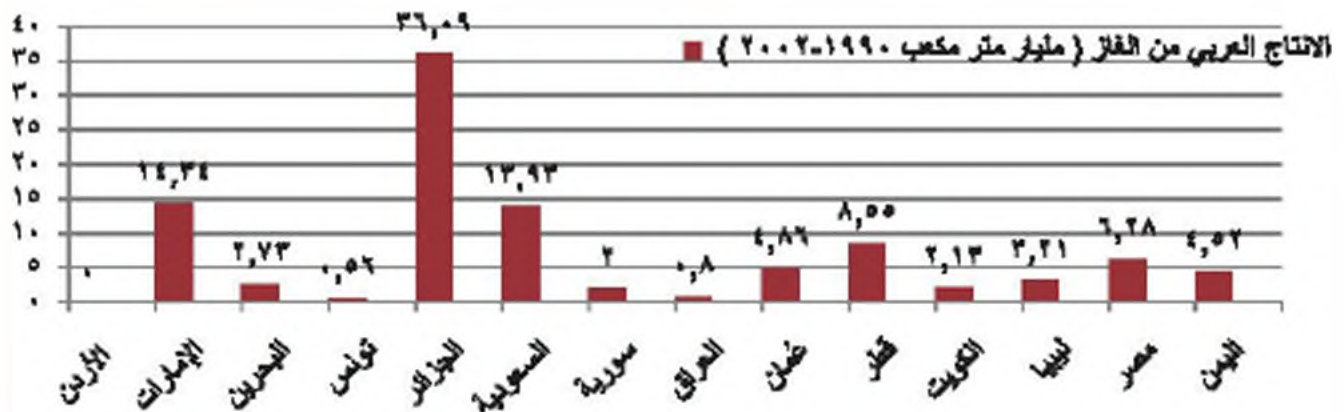 ٤٠
٣٥
٣٠
٢٥
٢٠
١٥
١٠
٥
٠
الانتاج العربي من الغاز ( مليار متر مكعب ١٩٩٠-٢٠٠٢ )
٠
١٤,٣٤
٢,٧٣
٠,٥٦
٣٦,٠٩
١٣,٩٣
٢
٠,٨
٤,٨٦
٨,٥٥
٢,١٣
٣,٢١
٦,٢٨
٤,٥٢
الأردن
الإمارات
البحرين
تونس
الجزائر
السعودية
سورية
العراق
عُمان
قطر
الكويت
ليبيا
مصر
اليمن